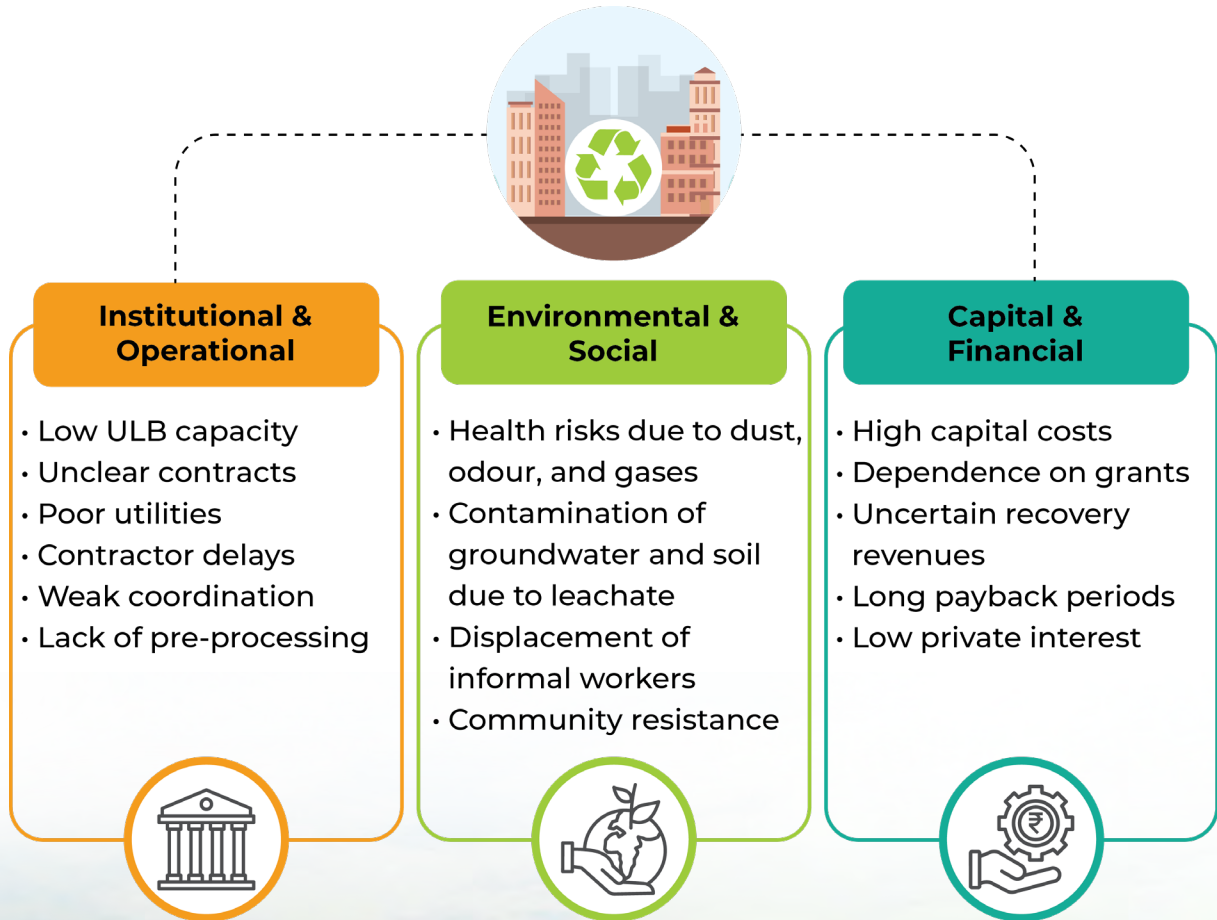 Institutional &
Operational
• Low ULB capacity
• Unclear contracts
• Poor utilities
• Contractor delays
• Weak coordination
• Lack of pre-processing
Environmental &
Social
• Health risks due to dust,
odour, and gases
• Contamination of
groundwater and soil
due to leachate
• Displacement of
informal workers
• Community resistance
Capital &
Financial
• High capital costs
• Dependence on grants
• Uncertain recovery
revenues
• Long payback periods
• Low private interest
₹